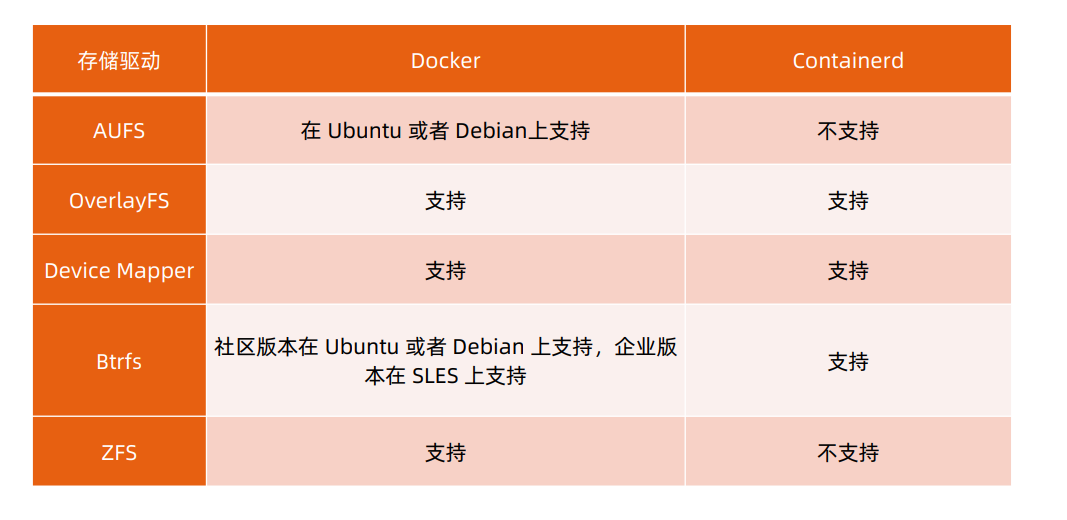 存储驱动 Docker Containerd
AUFS 在 Ubuntu 或者 Debian上支持 不支持
OverlayFS 支持 支持
Device Mapper 支持 支持
Btrfs 社区版本在 Ubuntu 或者 Debian 上支持，企业版
本在 SLES 上支持 支持
ZFS 支持 不支持